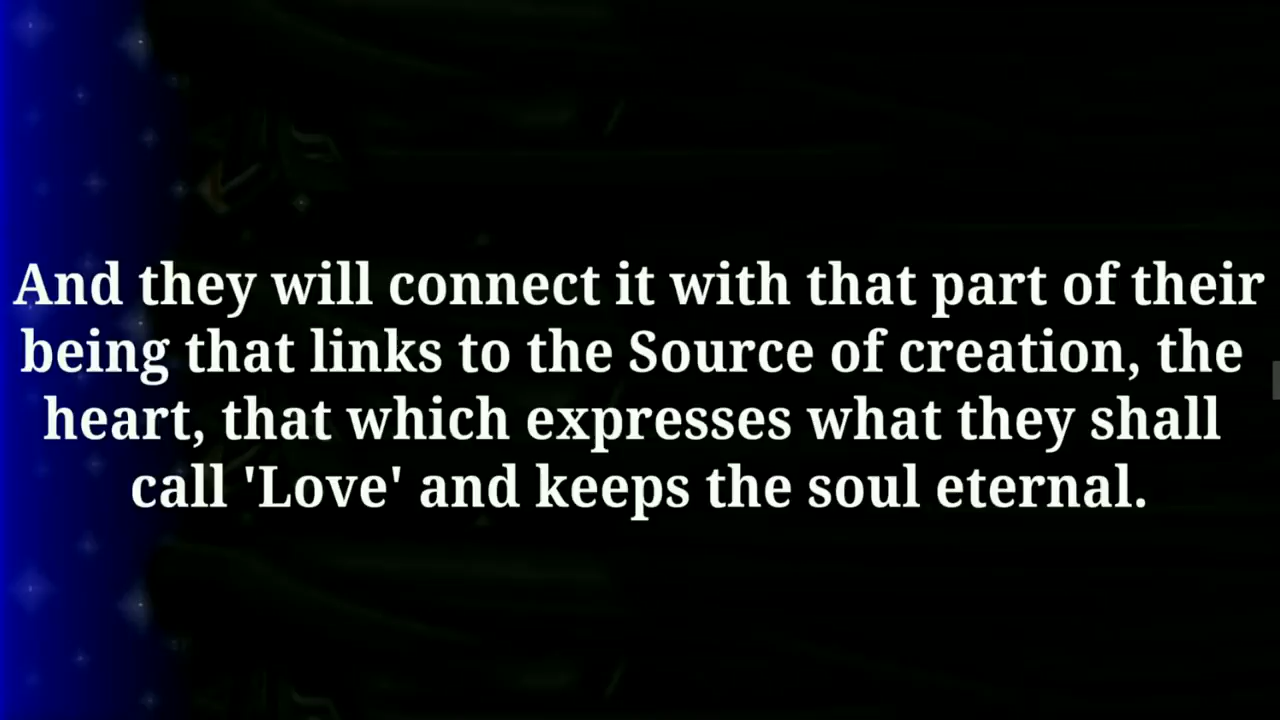 And they will connect it with that part of their
being that links to the Source of creation, the
heart, that which expresses what they shall
call 'Love' and keeps the soul eternal.